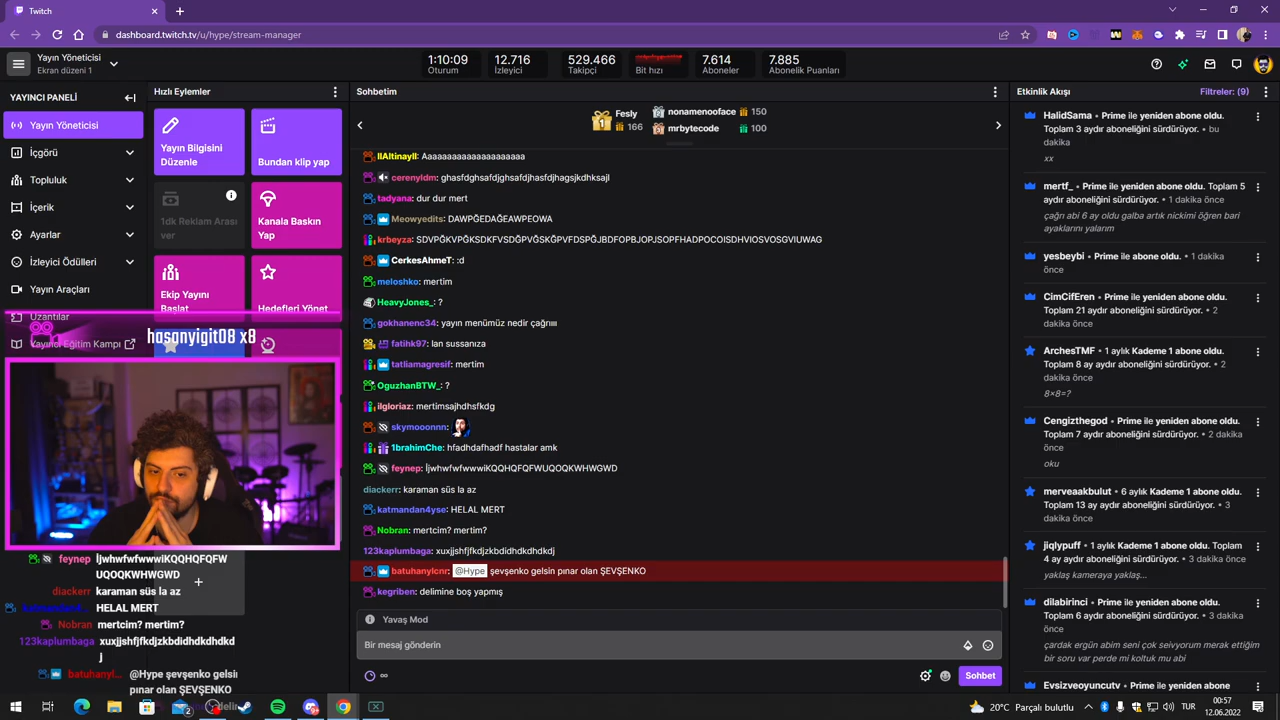 Twitch
dashboard.twitch.tv/u/hype/stream-manager
Yayın Yöneticisi
Ekran düzeni 1
1:10:09
Oturum
12.716
İzleyici
529.466
Takipçi
Bit hızı
7.614
Aboneler
7.885
Abonelik Puanları
YAYINCI PANELİ
Yayın Yöneticisi
İçgörü
Topluluk
İçerik
Ayarlar
İzleyici Ödülleri
Yayın Araçları
Uzantılar
Yayıncı Eğitim Kampı
hasanyigit08 x8
Hızlı Eylemler
Yayın Bilgisini
Düzenle
Bundan klip yap
1dk Reklam Arası
ver
Kanala Baskın
Yap
Ekip Yayını
Başlat
Hedefleri Yönet
feynep ljwhwfwfwwwiKQQHQFQFW
UQOQKWHWGWD
diackerr karaman süs la az
HELAL MERT
Nobran: mertcim? mertim?
123kaplumbaga xuxjjshfjfkdjzkbdidhdkdhdkd
j
batuhanyl... @Hype şevşenko gelsin
pınar olan ŞEVŞENKO
Sohbetim
1
Fesly
166
2
nonamenooface 150
3
mrbytecode 100
llAltinayll: Aaaaaaaaaaaaaaaaaaaaa
cerenyldm: ghasfdghsafdjghsafdjhasfdjhagsjkdhksajl
tadyana: dur dur mert
Meowyedits: DAWPĞEDAĞEAWPEOWA
krbeyza: SDVPĞKVPĞKSDKFVSDĞPVĞSKĞPVFDSPĞJBDFOPBJOPJSOPFHADPOCOISDHVIOSVOSGVIUWAG
CerkesAhmeT: :d
meloshko: mertim
HeavyJones_: ?
gokhanenc34: yayın menümüz nedir çağrııı
fatihk97: lan sussanıza
tatliamagresif: mertim
OguzhanBTW_: ?
ilgloriaz: mertimsajhdhsfkdg
skymooonnn:
1brahimChe: hfadhdafhadf hastalar amk
feynep: ljwhwfwfwwwiKQQHQFQFWUQOQKWHWGWD
diackerr: karaman süs la az
katmandan4yse: HELAL MERT
Nobran: mertcim? mertim?
123kaplumbaga: xuxjjshfjfkdjzkbdidhdkdhdkdj
batuhanylcnr: @Hype şevşenko gelsin pınar olan ŞEVŞENKO
kegriben: delimine boş yapmış
Yavaş Mod
Bir mesaj gönderin
∞
Sohbet
Etkinlik Akışı
Filtreler: (9)
HalidSama • Prime ile yeniden abone oldu.
Toplam 3 aydır aboneliğini sürdürüyor. • bu
dakika
xx
mertf_ • Prime ile yeniden abone oldu. Toplam 5
aydır aboneliğini sürdürüyor. • 1 dakika önce
çağrı abi 6 ay oldu galba artık nickimi öğren bari
ayaklarını yalarım
yesbeybi • Prime ile abone oldu. • 1 dakika
önce
CimCifEren • Prime ile yeniden abone oldu.
Toplam 21 aydır aboneliğini sürdürüyor. • 2
dakika önce
ArchesTMF • 1 aylık Kademe 1 abone oldu.
Toplam 8 ay aydır aboneliğini sürdürüyor. • 2
dakika önce
8×8=?
Cengizthegod • Prime ile yeniden abone oldu.
Toplam 7 aydır aboneliğini sürdürüyor. • 2 dakika
önce
oku
merveaakbulut • 6 aylık Kademe 1 abone oldu.
Toplam 13 ay aydır aboneliğini sürdürüyor. • 3
dakika önce
jiqlypuff • 1 aylık Kademe 1 abone oldu. Toplam
4 ay aydır aboneliğini sürdürüyor. • 3 dakika önce
yaklaş kameraya yaklaş...
dilabirinci • Prime ile yeniden abone oldu.
Toplam 6 aydır aboneliğini sürdürüyor. • 3 dakika
önce
çardak ergün abim seni çok seivyorum merak ettiğim
bir soru var perde mi koltuk mu abi
Evsizveoyuncutv • Prime ile yeniden abone
20°C Parçalı bulutlu
TUR
00:57
12.06.2022